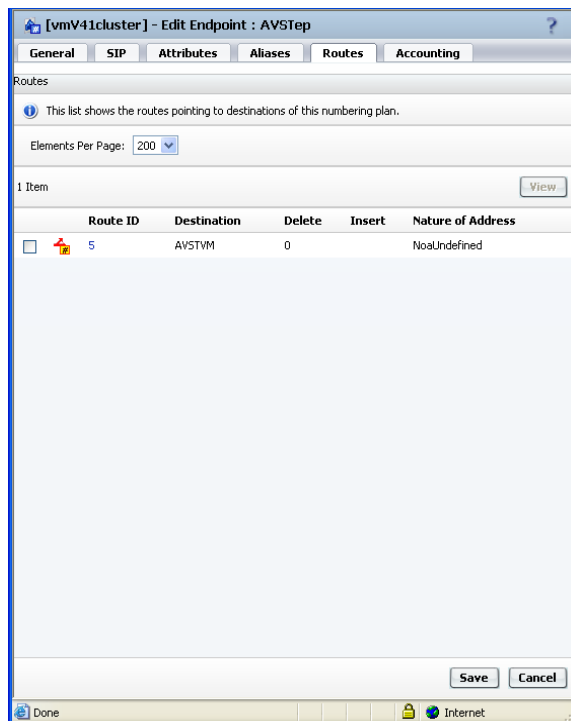 [vmV41cluster] - Edit Endpoint : AVSTep ?
General SIP Attributes Aliases Routes Accounting
Routes
This list shows the routes pointing to destinations of this numbering plan.
Elements Per Page: 200
1 Item View
Route ID Destination Delete Insert Nature of Address
5 AVSTVM 0 NoaUndefined
Save Cancel
Done Internet